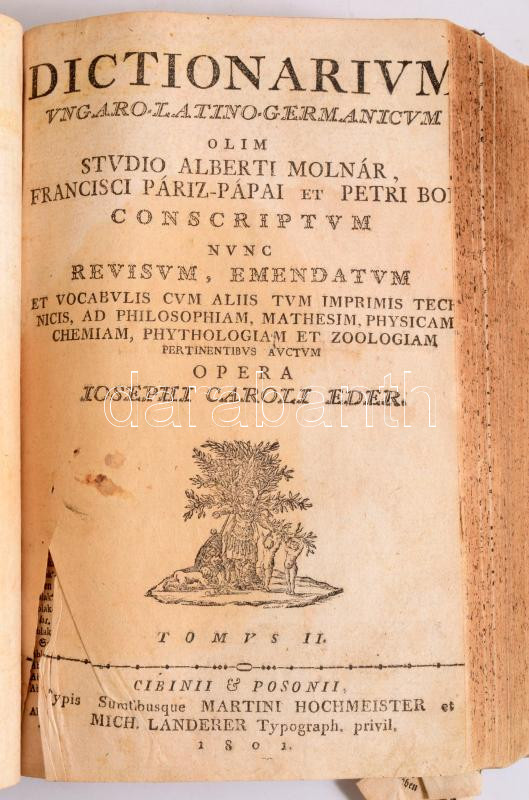 DICTIONARIVM
VNGARO-LATINO-GERMANICVM
OLIM
STVDIO ALBERTI MOLNÁR,
FRANCISCI PÁRIZ-PÁPAI ET PETRI BO
CONSCRIPTVM
NVNC
REVISVM, EMENDATVM
ET VOCABVLIS CVM ALIIS TVM IMPRIMIS TECH
NICIS, AD PHILOSOPHIAM, MATHESIM, PHYSICAM
CHEMIAM, PHYTHOLOGIAM ET ZOOLOGIAM
PERTINENTIBVS AVCTVM
OPERA
IOSEPHI CAROLI EDER.
darabanth
TOMVS II.
CIBINII & POSONII,
ypis Sumtibusque MARTINI HOCHMEISTER et
MICH. LANDERER Typograph. privil.
1801.